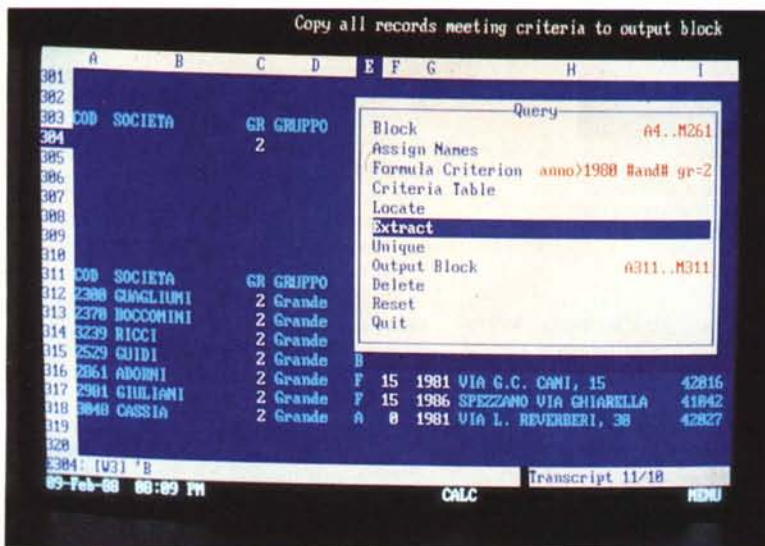 Copy all records meeting criteria to output block
A B C D E F G H I
301
302
303 COD SOCIETA GR GRUPPO
304 2
305
306
307
308
309
310
311 COD SOCIETA GR GRUPPO
312 2300 GUAGLIUMI 2 Grande
313 2370 BOCCOMINI 2 Grande
314 3239 RICCI 2 Grande
315 2529 GUIDI 2 Grande B
316 2861 ADORNI 2 Grande F 15 1981 VIA G.C. CANI, 15 42016
317 2901 GIULIANI 2 Grande F 15 1986 SPEZZANO VIA GHIARELLA 41042
318 3048 CASSIA 2 Grande A 0 1981 VIA L. REVERBERI, 30 42027
319
320
Query
Block A4..M261
Assign Names
Formula Criterion anno>1980 #and# gr=2
Criteria Table
Locate
Extract
Unique
Output Block A311..M311
Delete
Reset
Quit
E304: [W3] 'B
Transcript 11/10
09-Feb-88 08:09 PM CALC MENU